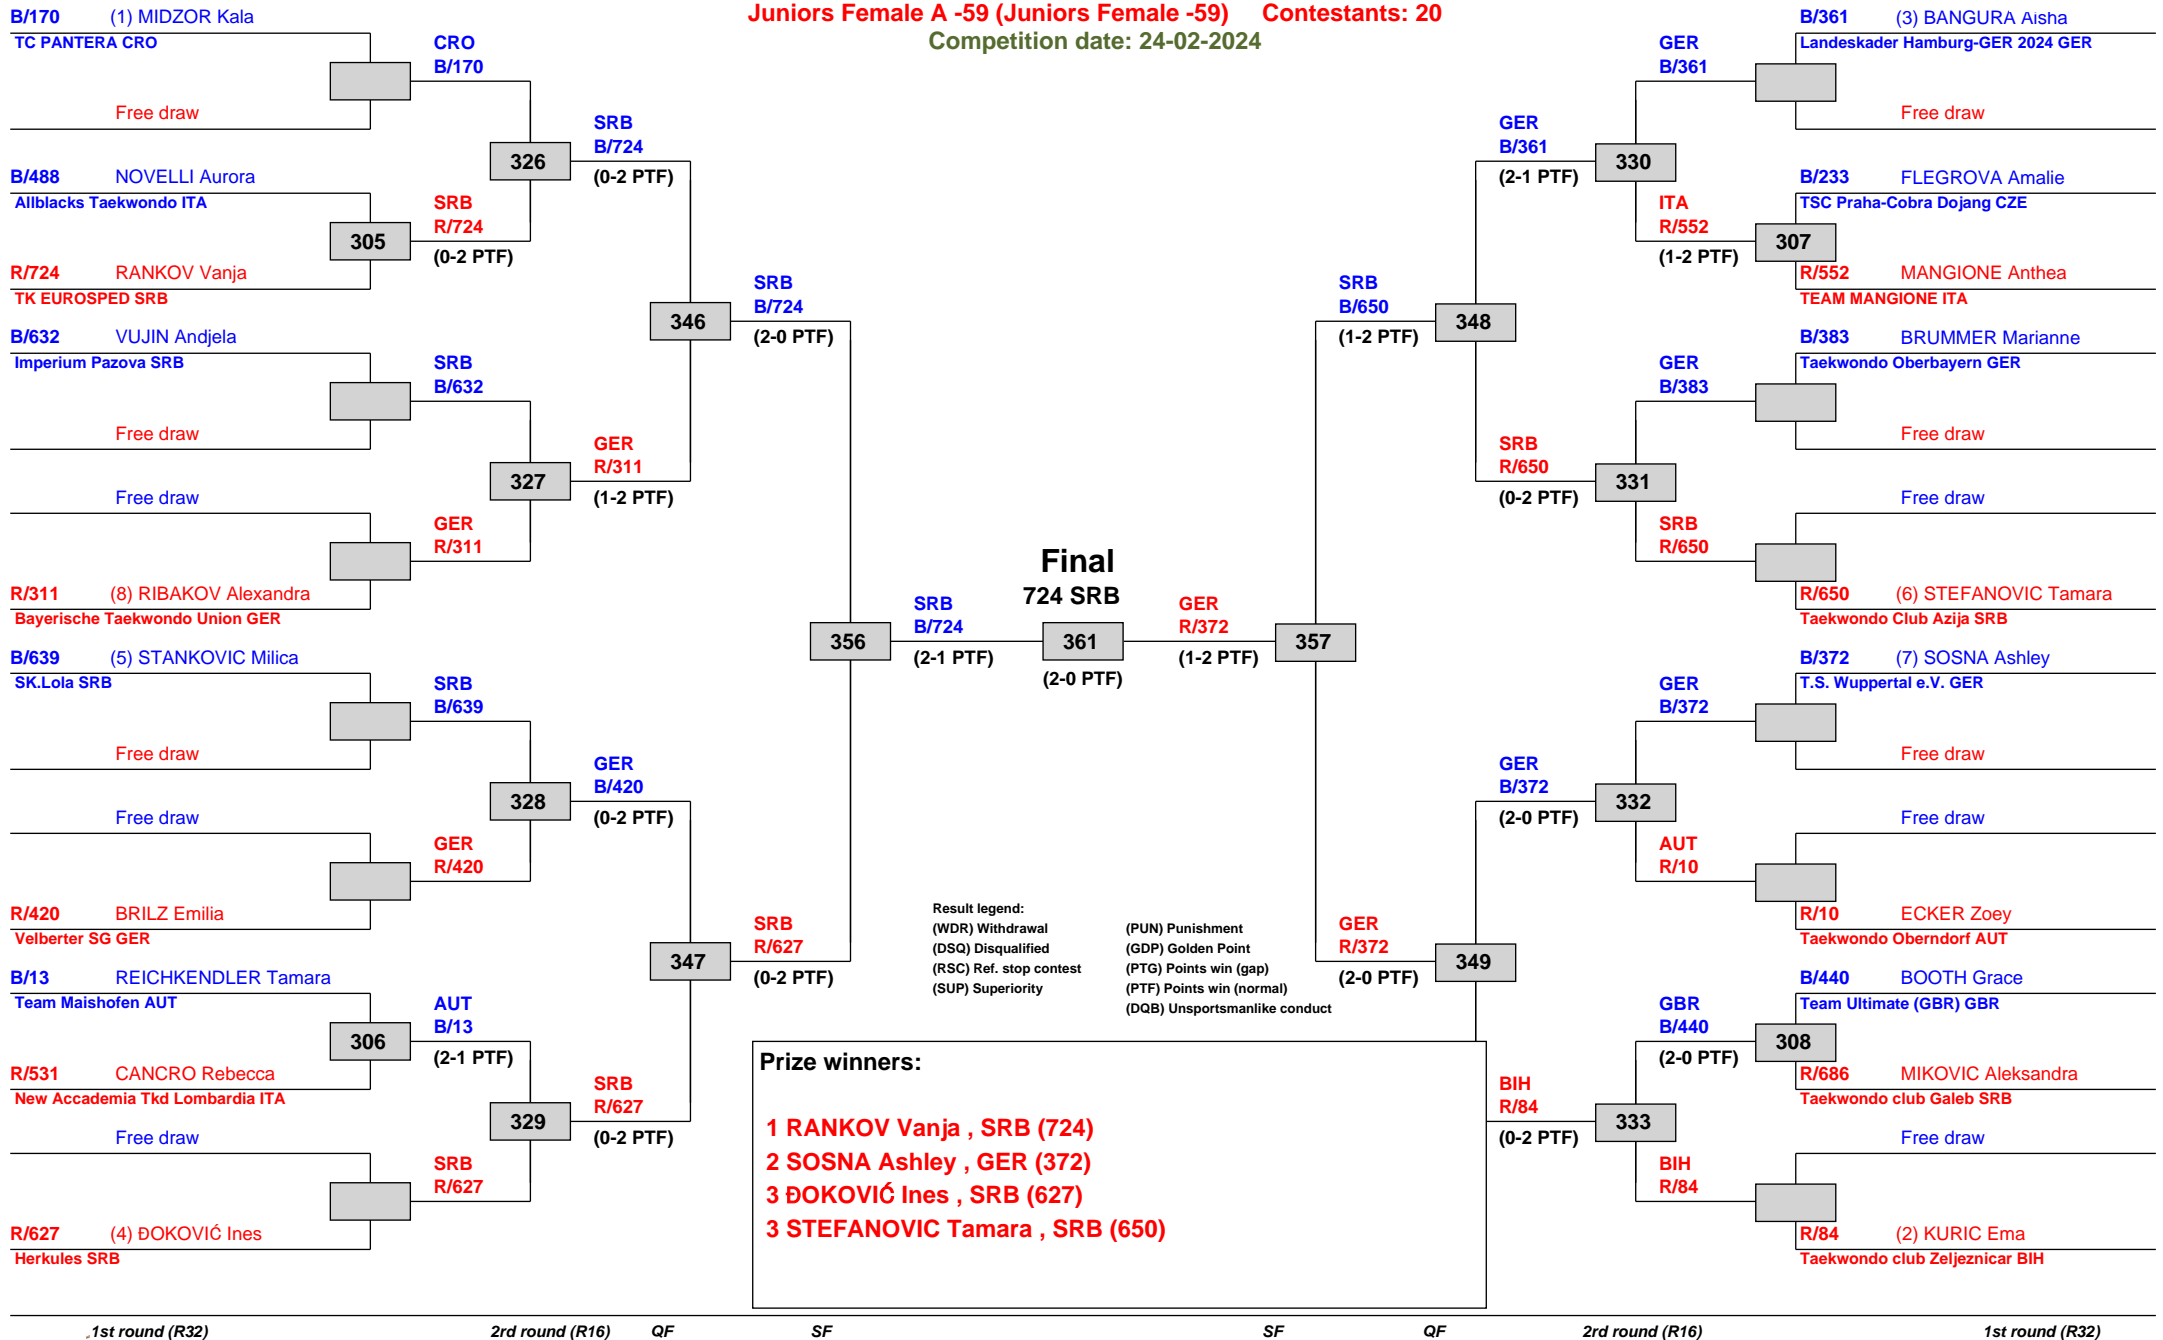 Juniors Female A -59 (Juniors Female -59) Contestants: 20
Competition date: 24-02-2024
B/170 (1) MIDZOR Kala
TC PANTERA CRO
Free draw
B/488 NOVELLI Aurora
Allblacks Taekwondo ITA
305
R/724 RANKOV Vanja
TK EUROSPED SRB
B/632 VUJIN Andjela
Imperium Pazova SRB
Free draw
Free draw
R/311 (8) RIBAKOV Alexandra
Bayerische Taekwondo Union GER
B/639 (5) STANKOVIC Milica
SK.Lola SRB
Free draw
Free draw
R/420 BRILZ Emilia
Velberter SG GER
B/13 REICHKENDLER Tamara
Team Maishofen AUT
306
R/531 CANCRO Rebecca
New Accademia Tkd Lombardia ITA
Free draw
R/627 (4) ĐOKOVIĆ Ines
Herkules SRB
CRO
B/170
326
SRB
R/724
(0-2 PTF)
SRB
B/632
327
GER
R/311
SRB
B/639
328
GER
R/420
AUT
B/13
(2-1 PTF)
329
SRB
R/627
SRB
B/724
(0-2 PTF)
346
GER
R/311
(1-2 PTF)
GER
B/420
(0-2 PTF)
347
SRB
R/627
(0-2 PTF)
SRB
B/724
(2-0 PTF)
356
SRB
R/627
(0-2 PTF)
SRB
B/724
(2-1 PTF)
Final
724 SRB
361
(2-0 PTF)
GER
R/372
(1-2 PTF)
357
SRB
B/650
(1-2 PTF)
348
GER
R/372
(2-0 PTF)
349
GER
B/361
(2-1 PTF)
330
SRB
R/650
(0-2 PTF)
331
GER
B/372
(2-0 PTF)
332
BIH
R/84
(0-2 PTF)
333
GER
B/361
ITA
R/552
(1-2 PTF)
GER
B/383
SRB
R/650
GER
B/372
AUT
R/10
GBR
B/440
(2-0 PTF)
BIH
R/84
B/361 (3) BANGURA Aisha
Landeskader Hamburg-GER 2024 GER
Free draw
B/233 FLEGROVA Amalie
TSC Praha-Cobra Dojang CZE
307
R/552 MANGIONE Anthea
TEAM MANGIONE ITA
B/383 BRUMMER Marianne
Taekwondo Oberbayern GER
Free draw
Free draw
R/650 (6) STEFANOVIC Tamara
Taekwondo Club Azija SRB
B/372 (7) SOSNA Ashley
T.S. Wuppertal e.V. GER
Free draw
Free draw
R/10 ECKER Zoey
Taekwondo Oberndorf AUT
B/440 BOOTH Grace
Team Ultimate (GBR) GBR
308
R/686 MIKOVIC Aleksandra
Taekwondo club Galeb SRB
Free draw
R/84 (2) KURIC Ema
Taekwondo club Zeljeznicar BIH
Result legend:
(WDR) Withdrawal (PUN) Punishment
(DSQ) Disqualified (GDP) Golden Point
(RSC) Ref. stop contest (PTG) Points win (gap)
(SUP) Superiority (PTF) Points win (normal)
(DQB) Unsportsmanlike conduct
Prize winners:
1 RANKOV Vanja , SRB (724)
2 SOSNA Ashley , GER (372)
3 ĐOKOVIĆ Ines , SRB (627)
3 STEFANOVIC Tamara , SRB (650)
1st round (R32) 2rd round (R16) QF SF SF QF 2rd round (R16) 1st round (R32)